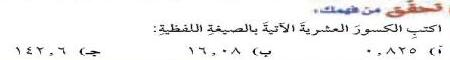 تحقق من فهمك:
اكتبِ الكسورَ العشريةَ الآتيةَ بالصيغةِ اللفظيةِ:
أ) ٠,٨٢٥ ب) ١٦,٠٨ جـ) ١٤٢,٦